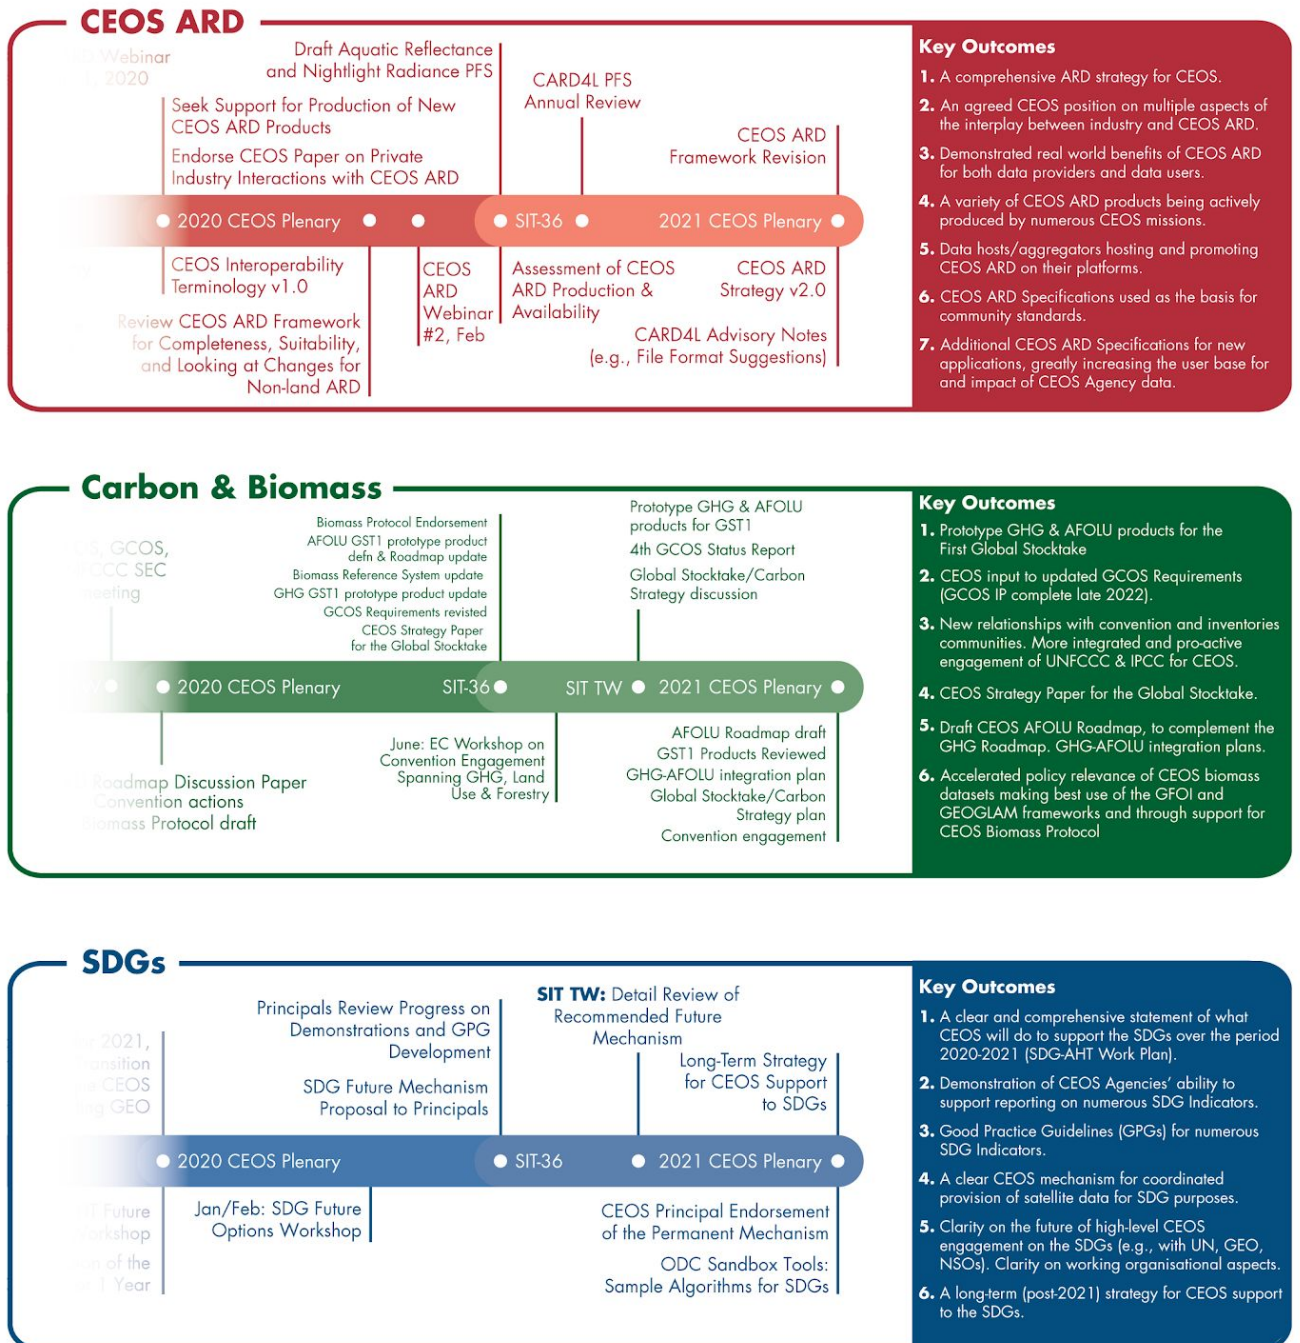 CEOS ARD
Webinar
2020
Draft Aquatic Reflectance
and Nightlight Radiance PFS
CARD4L PFS
Annual Review
Seek Support for Production of New
CEOS ARD Products
Endorse CEOS Paper on Private
Industry Interactions with CEOS ARD
CEOS ARD
Framework Revision
2020 CEOS Plenary
SIT-36
2021 CEOS Plenary
CEOS Interoperability
Terminology v1.0
Review CEOS ARD Framework
for Completeness, Suitability,
and Looking at Changes for
Non-land ARD
CEOS
ARD
Webinar
#2, Feb
Assessment of CEOS
ARD Production &
Availability
CEOS ARD
Strategy v2.0
CARD4L Advisory Notes
(e.g., File Format Suggestions)
Key Outcomes
1. A comprehensive ARD strategy for CEOS.
2. An agreed CEOS position on multiple aspects of
the interplay between industry and CEOS ARD.
3. Demonstrated real world benefits of CEOS ARD
for both data providers and data users.
4. A variety of CEOS ARD products being actively
produced by numerous CEOS missions.
5. Data hosts/aggregators hosting and promoting
CEOS ARD on their platforms.
6. CEOS ARD Specifications used as the basis for
community standards.
7. Additional CEOS ARD Specifications for new
applications, greatly increasing the user base for
and impact of CEOS Agency data.
Carbon & Biomass
GCOS,
SEC
Biomass Protocol Endorsement
AFOLU GST1 prototype product
defn & Roadmap update
Biomass Reference System update
GHG GST1 prototype product update
GCOS Requirements revisted
CEOS Strategy Paper
for the Global Stocktake
Prototype GHG & AFOLU
products for GST1
4th GCOS Status Report
Global Stocktake/Carbon
Strategy discussion
2020 CEOS Plenary
SIT-36
SIT TW
2021 CEOS Plenary
Roadmap Discussion Paper
Convention actions
Biomass Protocol draft
June: EC Workshop on
Convention Engagement
Spanning GHG, Land
Use & Forestry
AFOLU Roadmap draft
GST1 Products Reviewed
GHG-AFOLU integration plan
Global Stocktake/Carbon
Strategy plan
Convention engagement
Key Outcomes
1. Prototype GHG & AFOLU products for the
First Global Stocktake
2. CEOS input to updated GCOS Requirements
(GCOS IP complete late 2022).
3. New relationships with convention and inventories
communities. More integrated and pro-active
engagement of UNFCCC & IPCC for CEOS.
4. CEOS Strategy Paper for the Global Stocktake.
5. Draft CEOS AFOLU Roadmap, to complement the
GHG Roadmap. GHG-AFOLU integration plans.
6. Accelerated policy relevance of CEOS biomass
datasets making best use of the GFOI and
GEOGLAM frameworks and through support for
CEOS Biomass Protocol
SDGs
2021,
CEOS
GEO
Principals Review Progress on
Demonstrations and GPG
Development
SDG Future Mechanism
Proposal to Principals
SIT TW: Detail Review of
Recommended Future
Mechanism
Long-Term Strategy
for CEOS Support
to SDGs
2020 CEOS Plenary
SIT-36
2021 CEOS Plenary
Future
Workshop
of the
1 Year
Jan/Feb: SDG Future
Options Workshop
CEOS Principal Endorsement
of the Permanent Mechanism
ODC Sandbox Tools:
Sample Algorithms for SDGs
Key Outcomes
1. A clear and comprehensive statement of what
CEOS will do to support the SDGs over the period
2020-2021 (SDG-AHT Work Plan).
2. Demonstration of CEOS Agencies' ability to
support reporting on numerous SDG Indicators.
3. Good Practice Guidelines (GPGs) for numerous
SDG Indicators.
4. A clear CEOS mechanism for coordinated
provision of satellite data for SDG purposes.
5. Clarity on the future of high-level CEOS
engagement on the SDGs (e.g., with UN, GEO,
NSOs). Clarity on working organisational aspects.
6. A long-term (post-2021) strategy for CEOS support
to the SDGs.